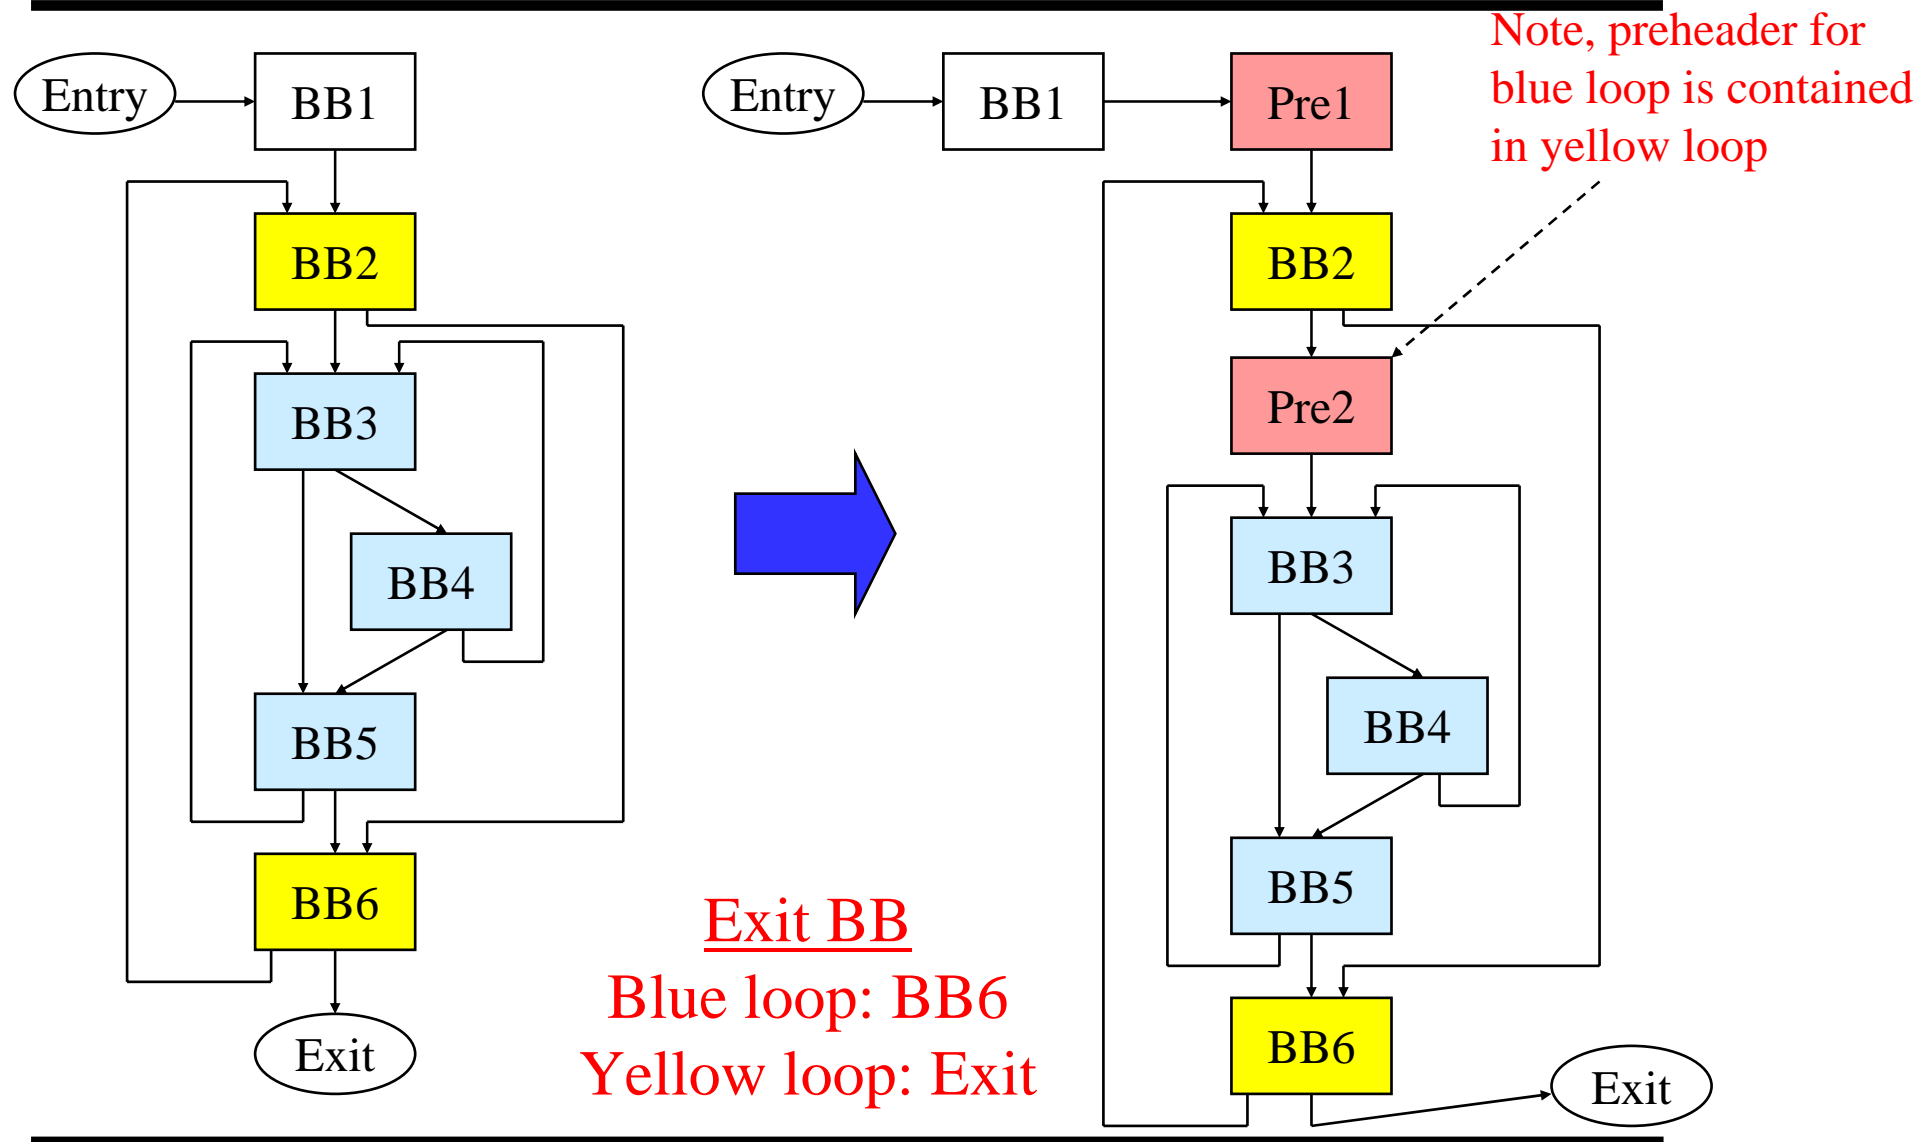 Entry
BB1
BB2
BB3
BB4
BB5
BB6
Exit
Exit BB
Blue loop: BB6
Yellow loop: Exit
Entry
BB1
Pre1
BB2
Pre2
BB3
BB4
BB5
BB6
Exit
Note, preheader for
blue loop is contained
in yellow loop